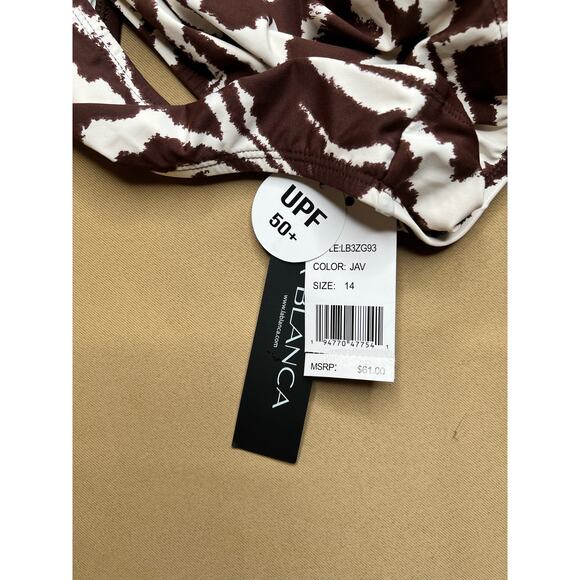 UPF
50+
LE:LB3ZG93
COLOR: JAV
SIZE: 14
1 94770 47754 1
MSRP: $61.00
BLANCA
www.lablanca.com